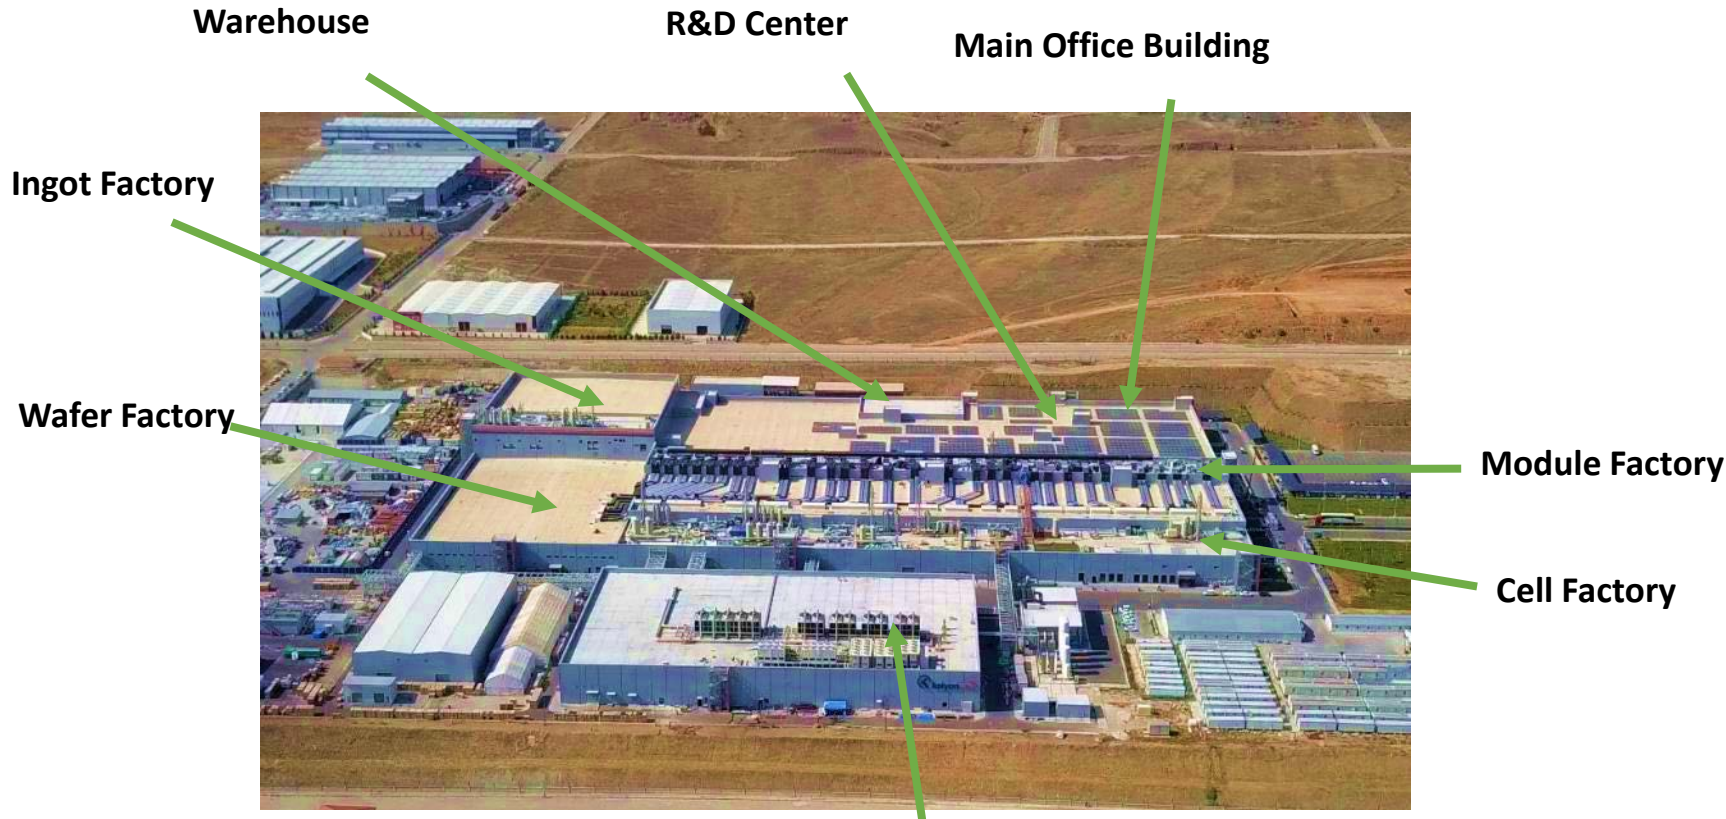 Warehouse
R&D Center
Main Office Building
Ingot Factory
Wafer Factory
Module Factory
Cell Factory